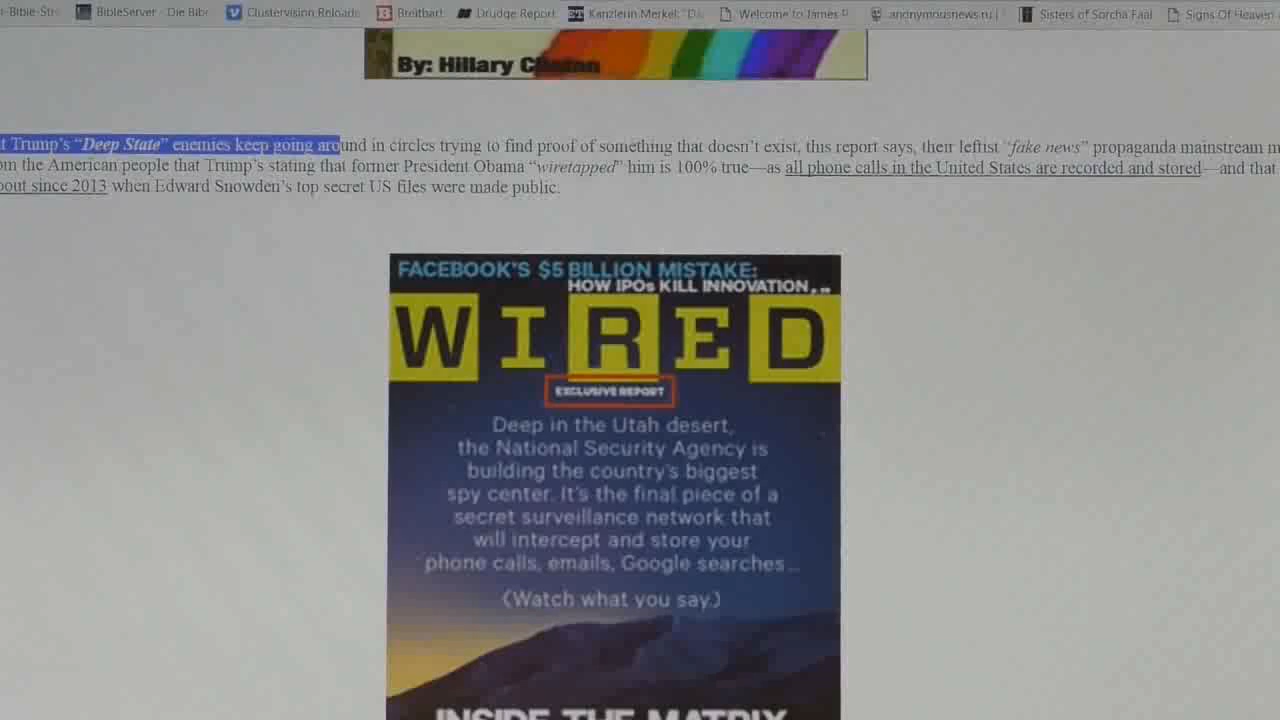 -Bible-Str
BibleServer - Die Bib
Clustervision Reloade
Breitbart
Drudge Report
Kanzlerin Merkel: "Da
Welcome to James P
anonymousnews.ru |
Sisters of Sorcha Faal
Signs Of Heaven
By: Hillary Clinton
t Trump's “Deep State” enemies keep going around in circles trying to find proof of something that doesn't exist, this report says, their leftist “fake news” propaganda mainstream m
om the American people that Trump's stating that former President Obama “wiretapped” him is 100% true—as all phone calls in the United States are recorded and stored—and that
out since 2013 when Edward Snowden's top secret US files were made public.
FACEBOOK'S $5 BILLION MISTAKE:
HOW IPOs KILL INNOVATION...
WIRED
EXCLUSIVE REPORT
Deep in the Utah desert,
the National Security Agency is
building the country's biggest
spy center. It's the final piece of a
secret surveillance network that
will intercept and store your
phone calls, emails, Google searches...
(Watch what you say.)
INSIDE THE MATRIX